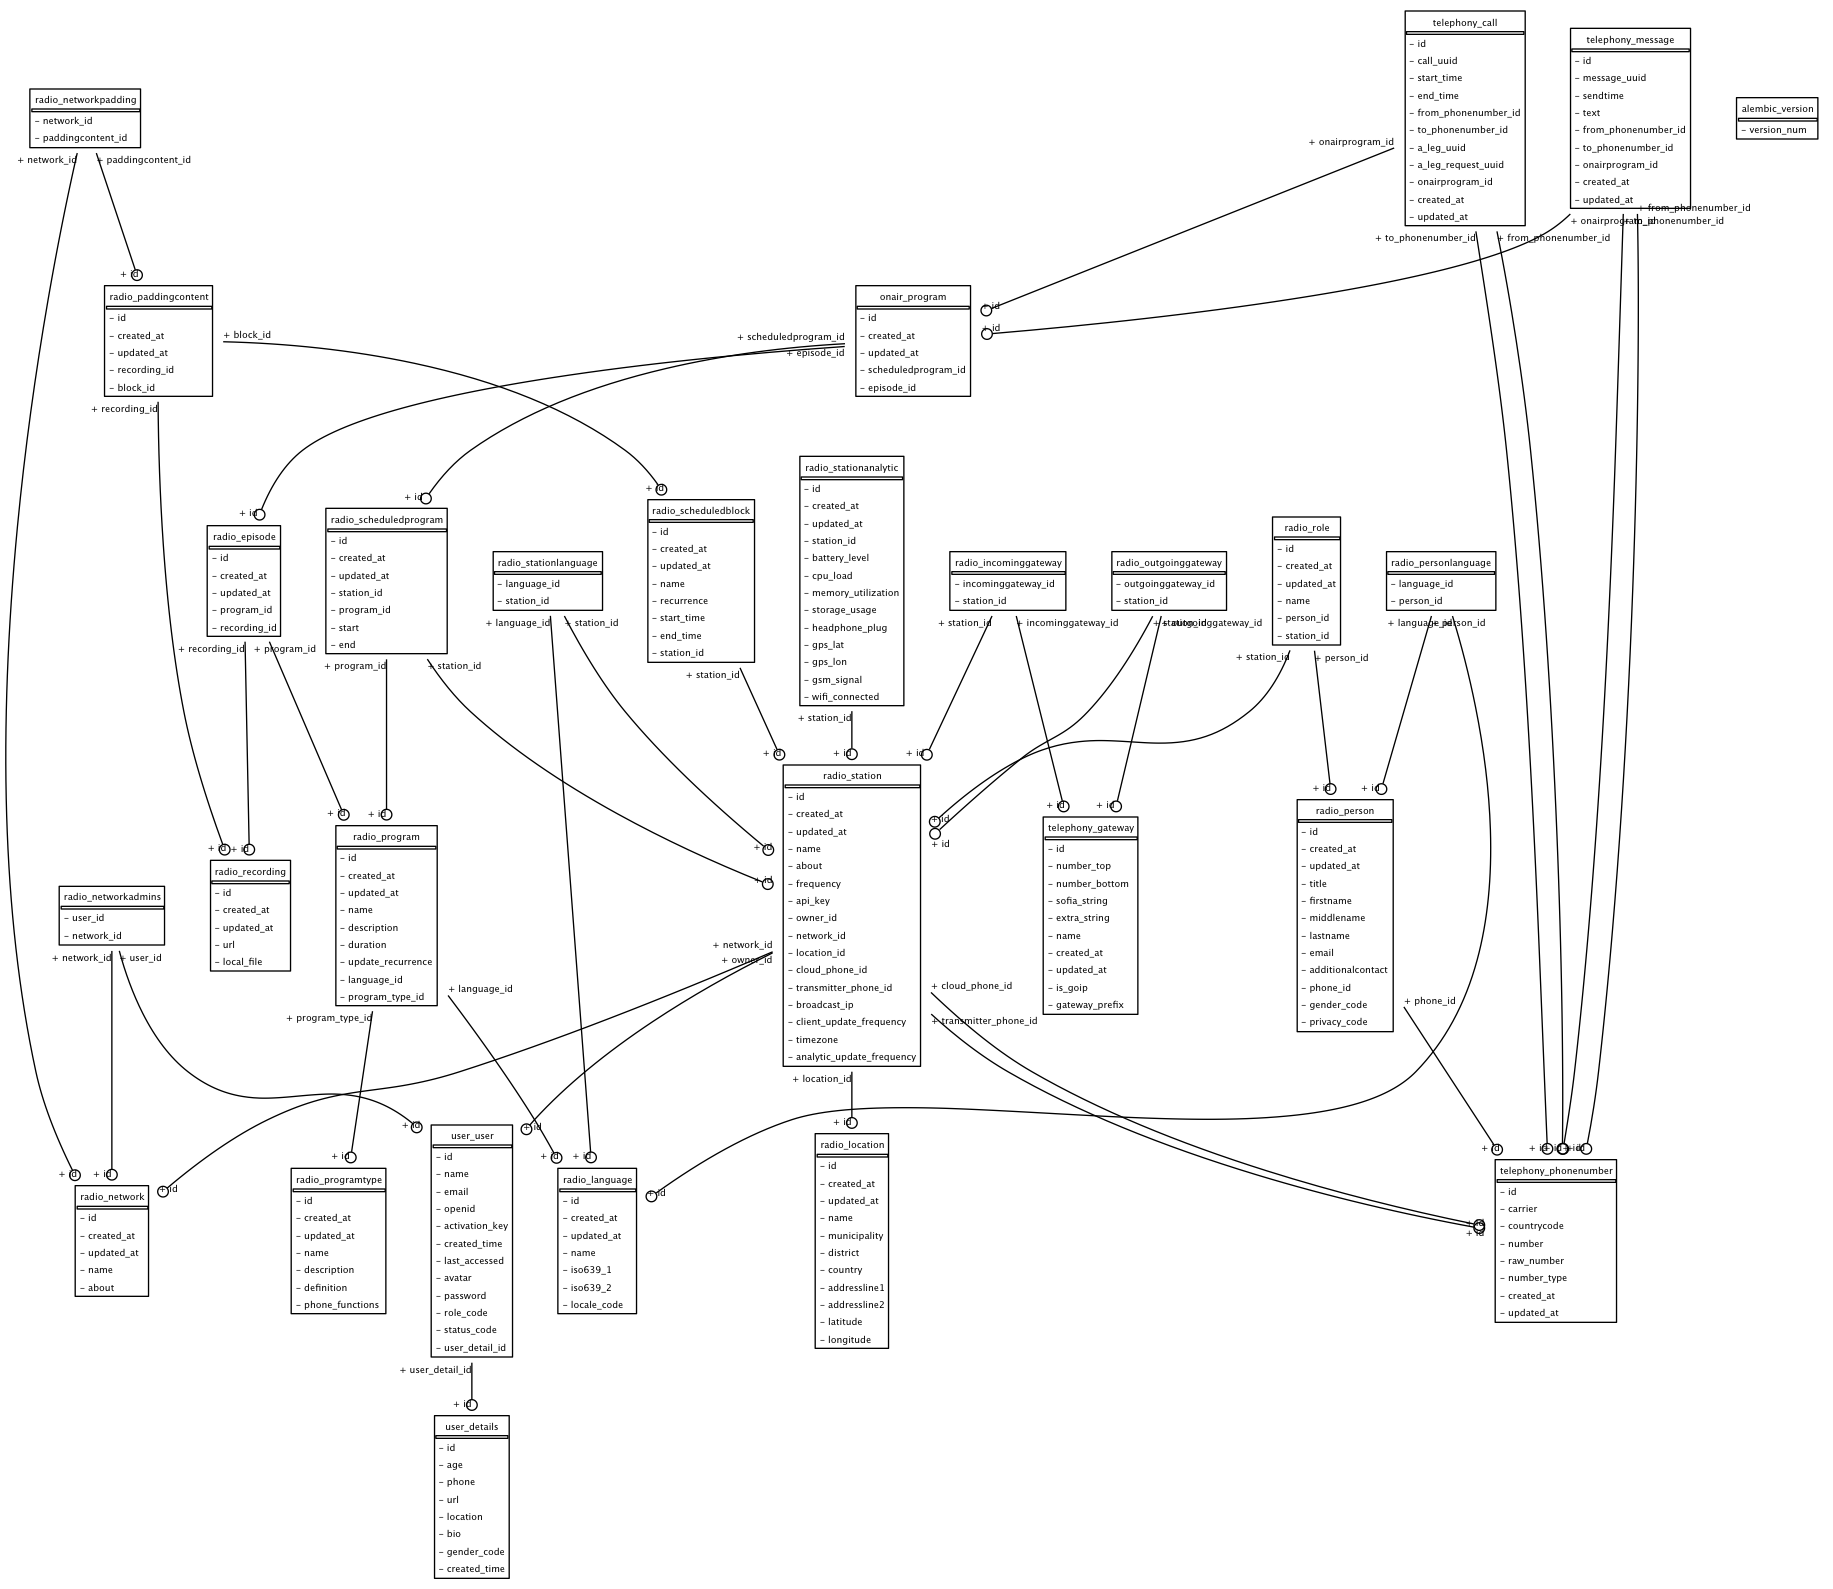 telephony_call
– id
– call_uuid
– start_time
– end_time
– from_phonenumber_id
– to_phonenumber_id
– a_leg_uuid
– a_leg_request_uuid
– onairprogram_id
– created_at
– updated_at
telephony_message
– id
– message_uuid
– sendtime
– text
– from_phonenumber_id
– to_phonenumber_id
– onairprogram_id
– created_at
– updated_at
alembic_version
– version_num
radio_networkpadding
– network_id
– paddingcontent_id
+ network_id
+ paddingcontent_id
+ onairprogram_id
+ from_phonenumber_id
+ onairprogram_id
+ to_phonenumber_id
+ to_phonenumber_id
+ from_phonenumber_id
+ id
radio_paddingcontent
– id
– created_at
– updated_at
– recording_id
– block_id
+ block_id
+ recording_id
onair_program
– id
– created_at
– updated_at
– scheduledprogram_id
– episode_id
+ id
+ id
+ scheduledprogram_id
+ episode_id
+ id
radio_episode
– id
– created_at
– updated_at
– program_id
– recording_id
+ recording_id
+ program_id
+ id
radio_scheduledprogram
– id
– created_at
– updated_at
– station_id
– program_id
– start
– end
+ program_id
+ station_id
radio_stationlanguage
– language_id
– station_id
+ language_id
+ station_id
+ id
radio_scheduledblock
– id
– created_at
– updated_at
– name
– recurrence
– start_time
– end_time
– station_id
+ station_id
radio_stationanalytic
– id
– created_at
– updated_at
– station_id
– battery_level
– cpu_load
– memory_utilization
– storage_usage
– headphone_plug
– gps_lat
– gps_lon
– gsm_signal
– wifi_connected
+ station_id
radio_incominggateway
– incominggateway_id
– station_id
+ station_id
+ incominggateway_id
radio_outgoinggateway
– outgoinggateway_id
– station_id
+ station_id
+ outgoinggateway_id
radio_role
– id
– created_at
– updated_at
– name
– person_id
– station_id
+ station_id
+ person_id
radio_personlanguage
– language_id
– person_id
+ language_id
+ person_id
+ id
+ id
+ id
radio_station
– id
– created_at
– updated_at
– name
– about
– frequency
– api_key
– owner_id
– network_id
– location_id
– cloud_phone_id
– transmitter_phone_id
– broadcast_ip
– client_update_frequency
– timezone
– analytic_update_frequency
+ id
+ id
+ id
+ id
+ network_id
+ owner_id
+ cloud_phone_id
+ transmitter_phone_id
+ location_id
+ id
+ id
telephony_gateway
– id
– number_top
– number_bottom
– sofia_string
– extra_string
– name
– created_at
– updated_at
– is_goip
– gateway_prefix
+ id
+ id
radio_person
– id
– created_at
– updated_at
– title
– firstname
– middlename
– lastname
– email
– additionalcontact
– phone_id
– gender_code
– privacy_code
+ phone_id
+ id
+ id
radio_program
– id
– created_at
– updated_at
– name
– description
– duration
– update_recurrence
– language_id
– program_type_id
+ program_type_id
+ language_id
+ id
+ id
radio_recording
– id
– created_at
– updated_at
– url
– local_file
radio_networkadmins
– user_id
– network_id
+ network_id
+ user_id
+ id
+ id
+ id
radio_network
– id
– created_at
– updated_at
– name
– about
+ id
radio_programtype
– id
– created_at
– updated_at
– name
– description
– definition
– phone_functions
+ id
+ id
user_user
– id
– name
– email
– openid
– activation_key
– created_time
– last_accessed
– avatar
– password
– role_code
– status_code
– user_detail_id
+ user_detail_id
+ id
+ id
+ id
radio_language
– id
– created_at
– updated_at
– name
– iso639_1
– iso639_2
– locale_code
+ id
radio_location
– id
– created_at
– updated_at
– name
– municipality
– district
– country
– addressline1
– addressline2
– latitude
– longitude
+ id
+ id
+ id
+ id
+ id
+ id
+ id
telephony_phonenumber
– id
– carrier
– countrycode
– number
– raw_number
– number_type
– created_at
– updated_at
+ id
user_details
– id
– age
– phone
– url
– location
– bio
– gender_code
– created_time